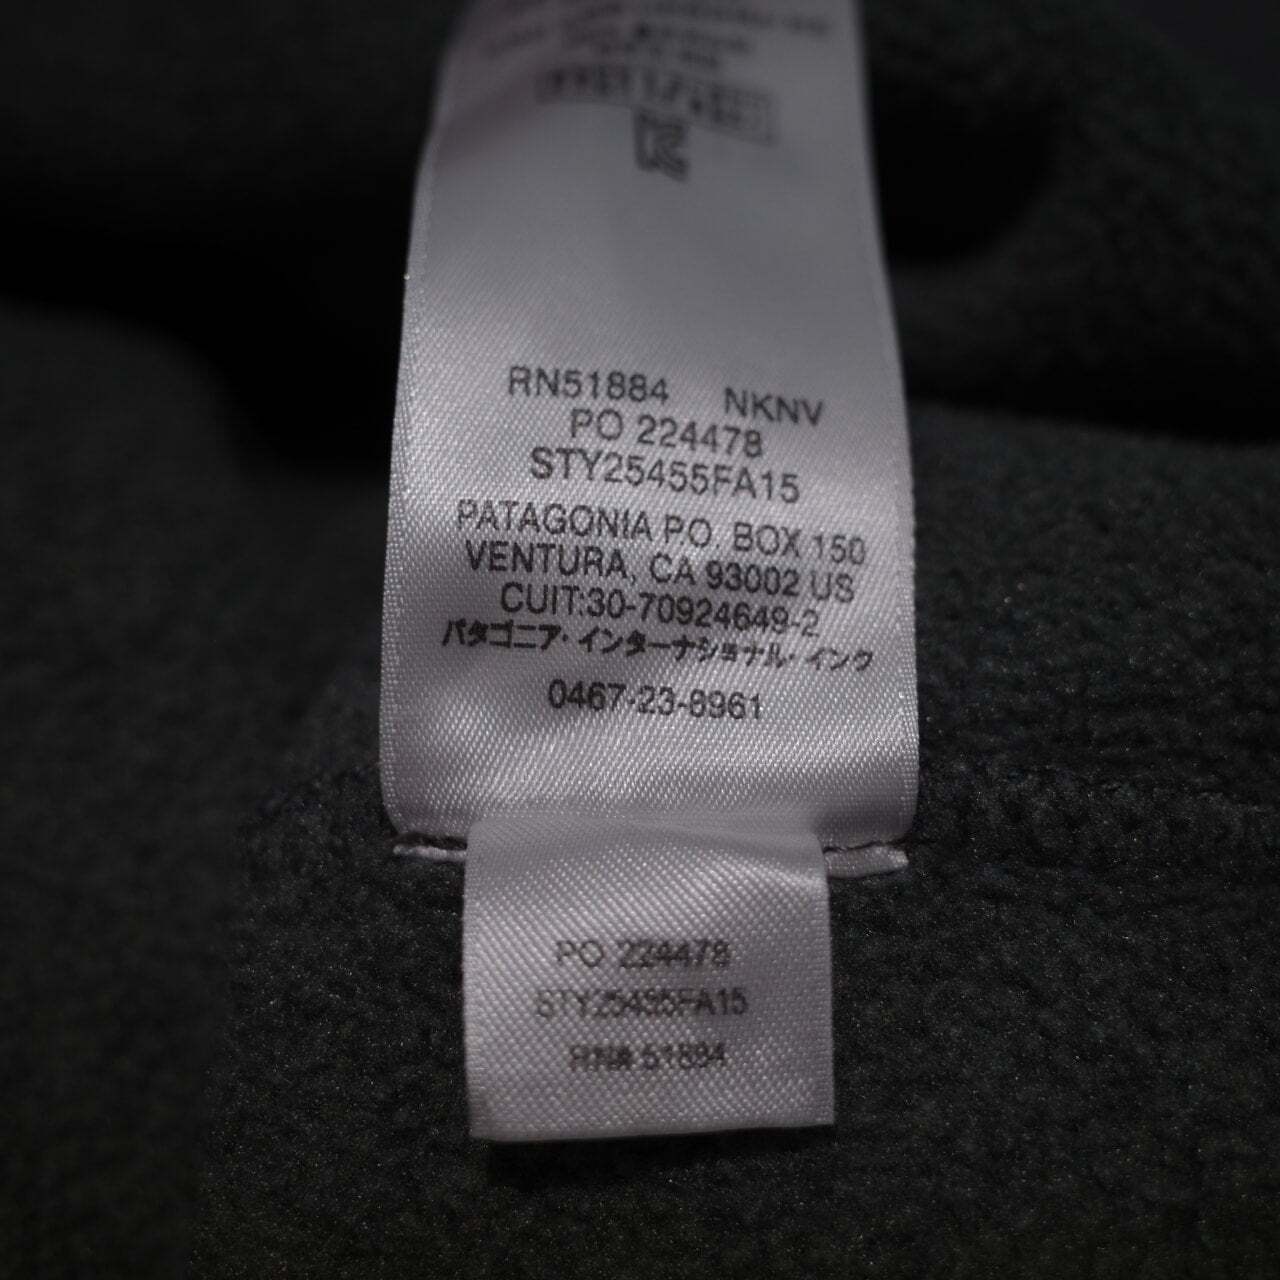 RN51884 NKNV
PO 224478
STY25455FA15
PATAGONIA PO. BOX 150
VENTURA, CA 93002 US
CUIT:30-70924649-2
パタゴニア・インターナショナル・インク
0467-23-8961
PO 224478
STY25455FA15
RN# 51884